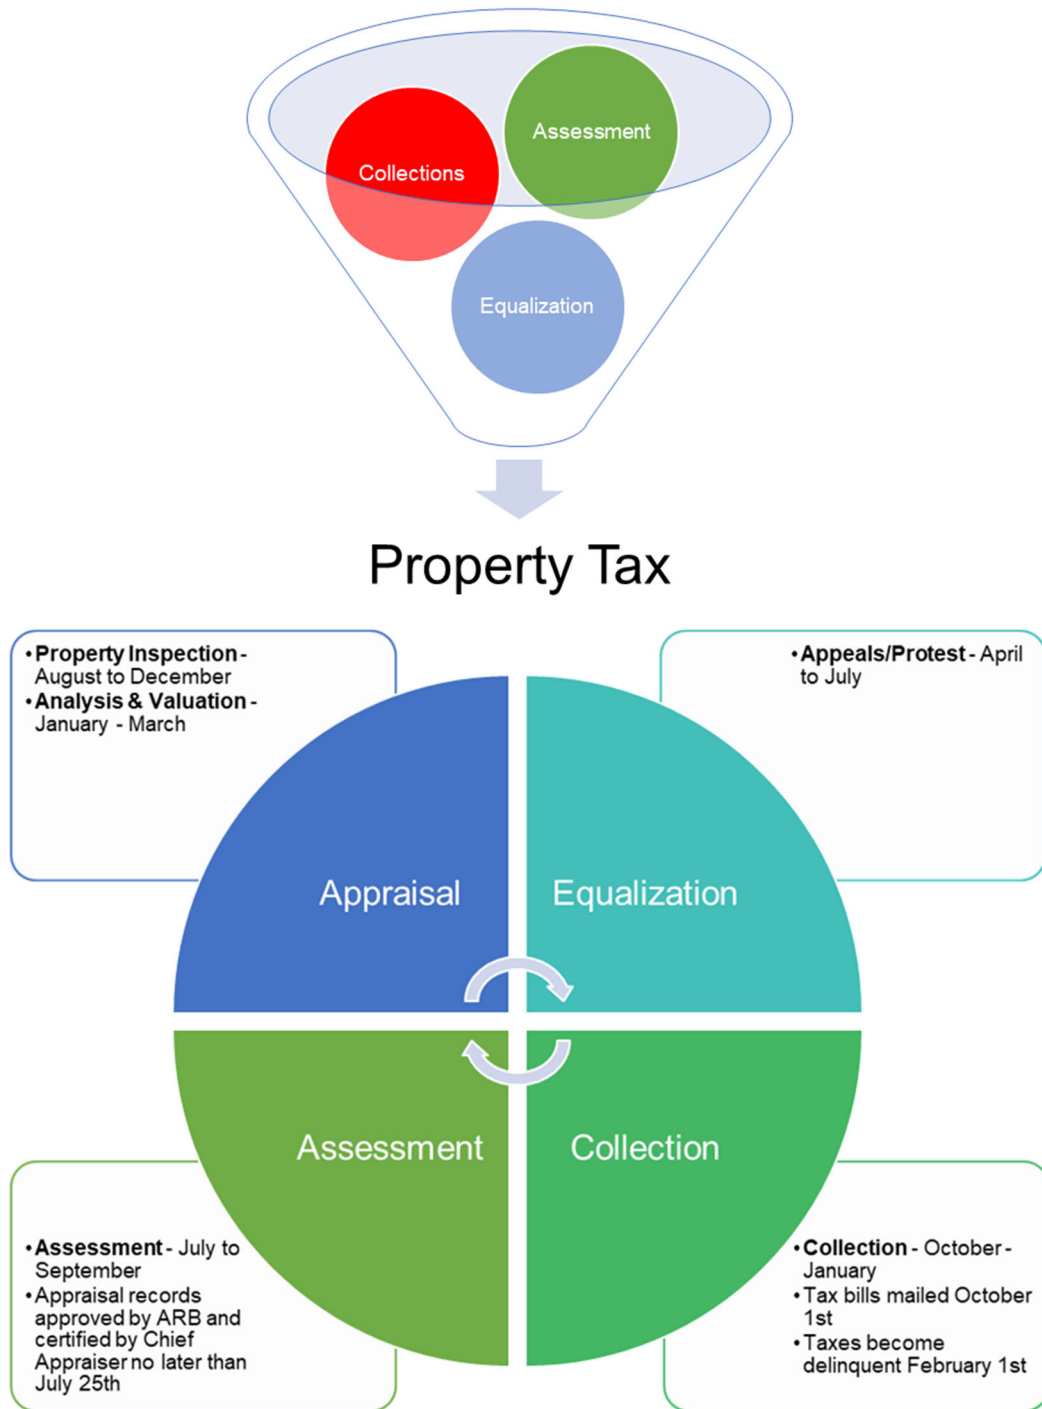 Assessment
Collections
Equalization
Property Tax
• Property Inspection -
August to December
• Analysis & Valuation -
January - March
• Appeals/Protest - April
to July
Appraisal
Equalization
Assessment
Collection
• Assessment - July to
September
• Appraisal records
approved by ARB and
certified by Chief
Appraiser no later than
July 25th
• Collection - October -
January
• Tax bills mailed October
1st
• Taxes become
delinquent February 1st